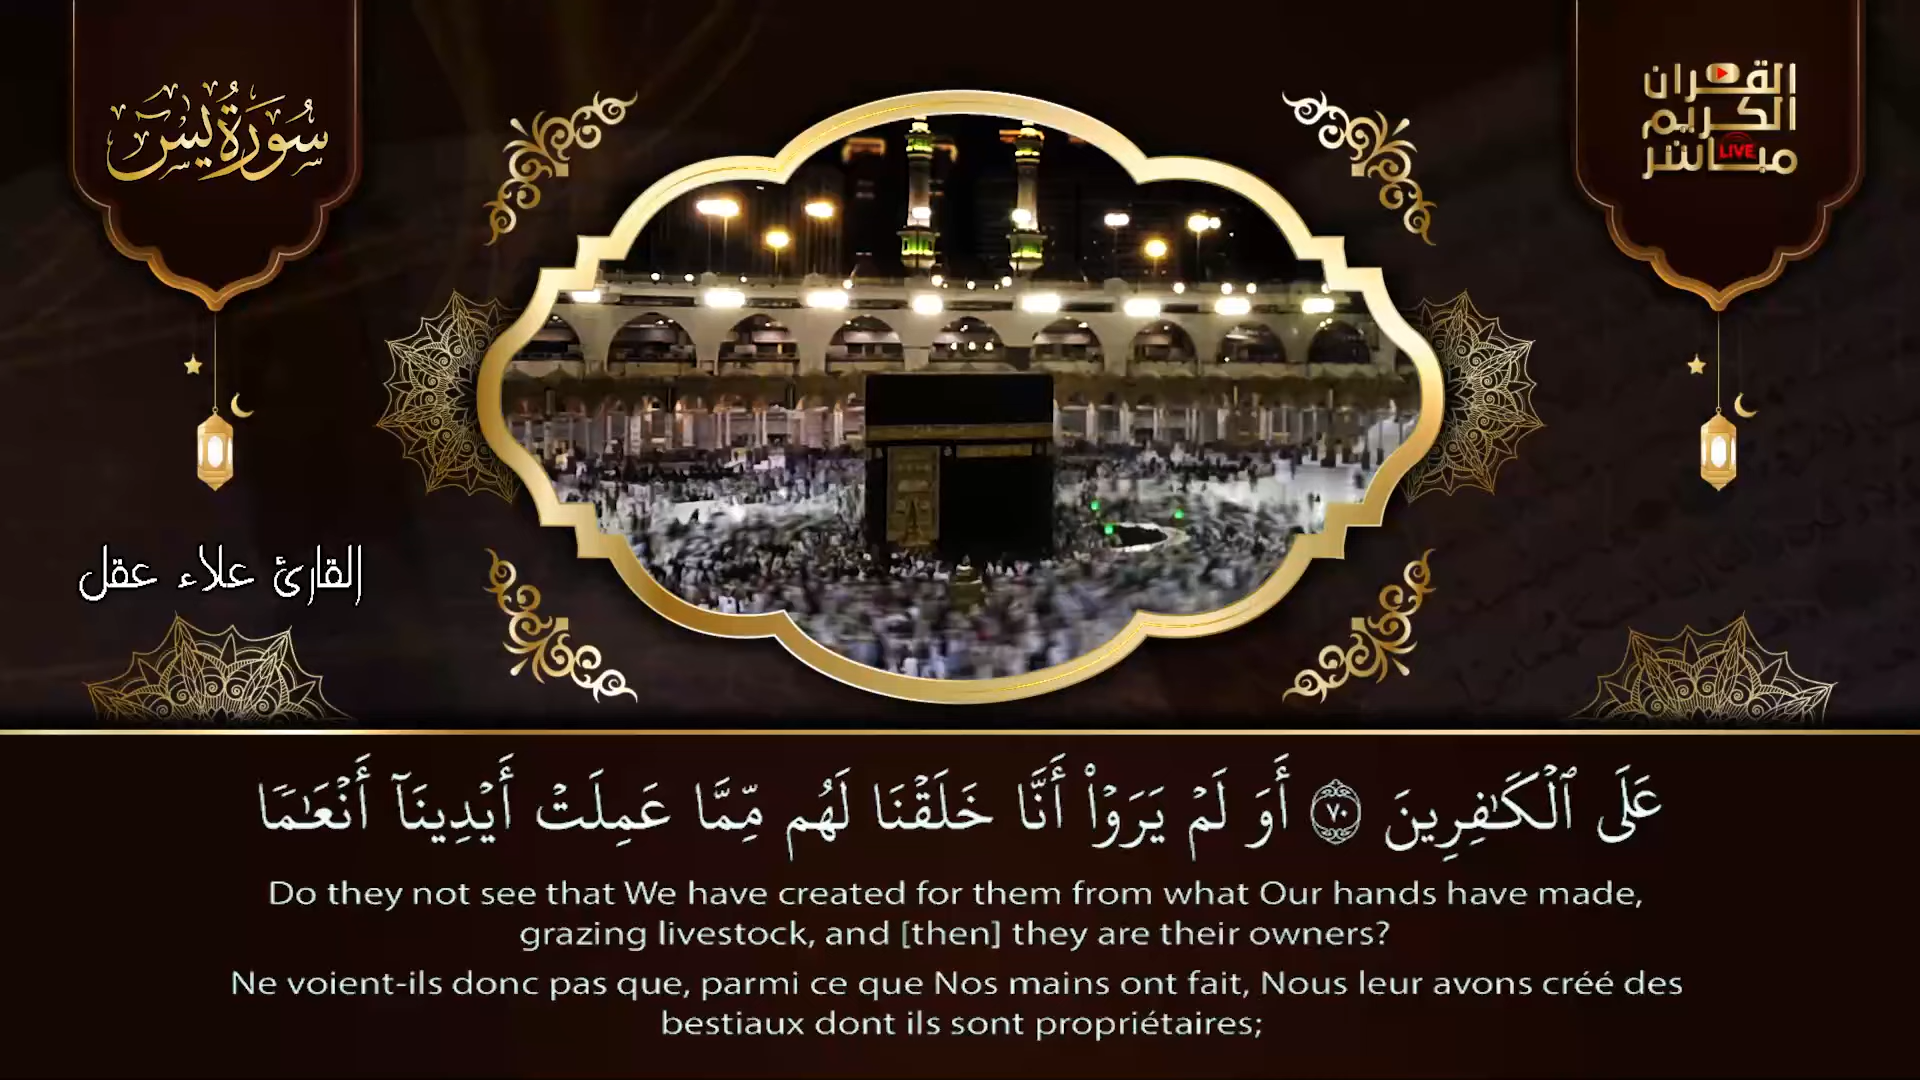 سُورَةُ يسٓ
القرآن
الكريم
مباشر
LIVE
القارئ علاء عقل
عَلَى ٱلْكَٰفِرِينَ ٧٠ أَوَ لَمْ يَرَوْا۟ أَنَّا خَلَقْنَا لَهُم مِّمَّا عَمِلَتْ أَيْدِينَآ أَنْعَٰمًا
Do they not see that We have created for them from what Our hands have made,
grazing livestock, and [then] they are their owners?
Ne voient-ils donc pas que, parmi ce que Nos mains ont fait, Nous leur avons créé des
bestiaux dont ils sont propriétaires;